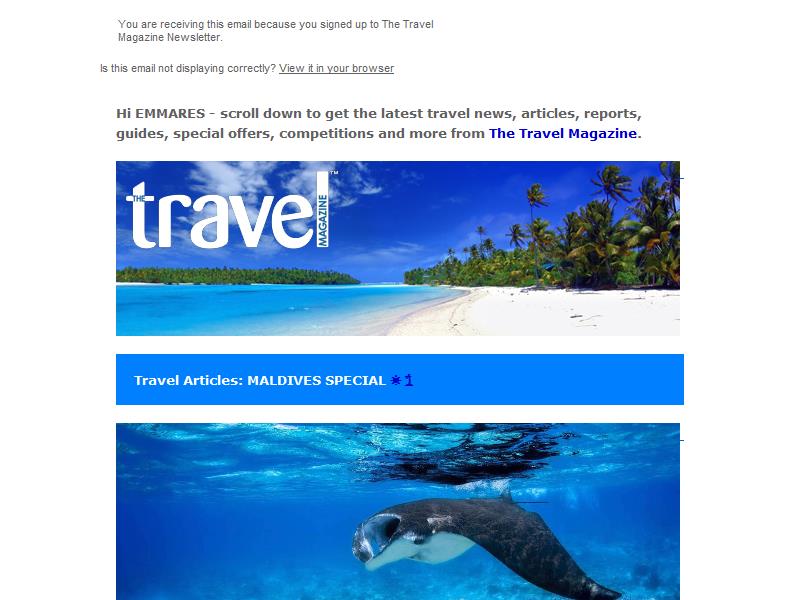 You are receiving this email because you signed up to The Travel
Magazine Newsletter.
Is this email not displaying correctly? View it in your browser
Hi EMMARES - scroll down to get the latest travel news, articles, reports,
guides, special offers, competitions and more from The Travel Magazine.
THE travel MAGAZINE ™
Travel Articles: MALDIVES SPECIAL ☀ 🏝